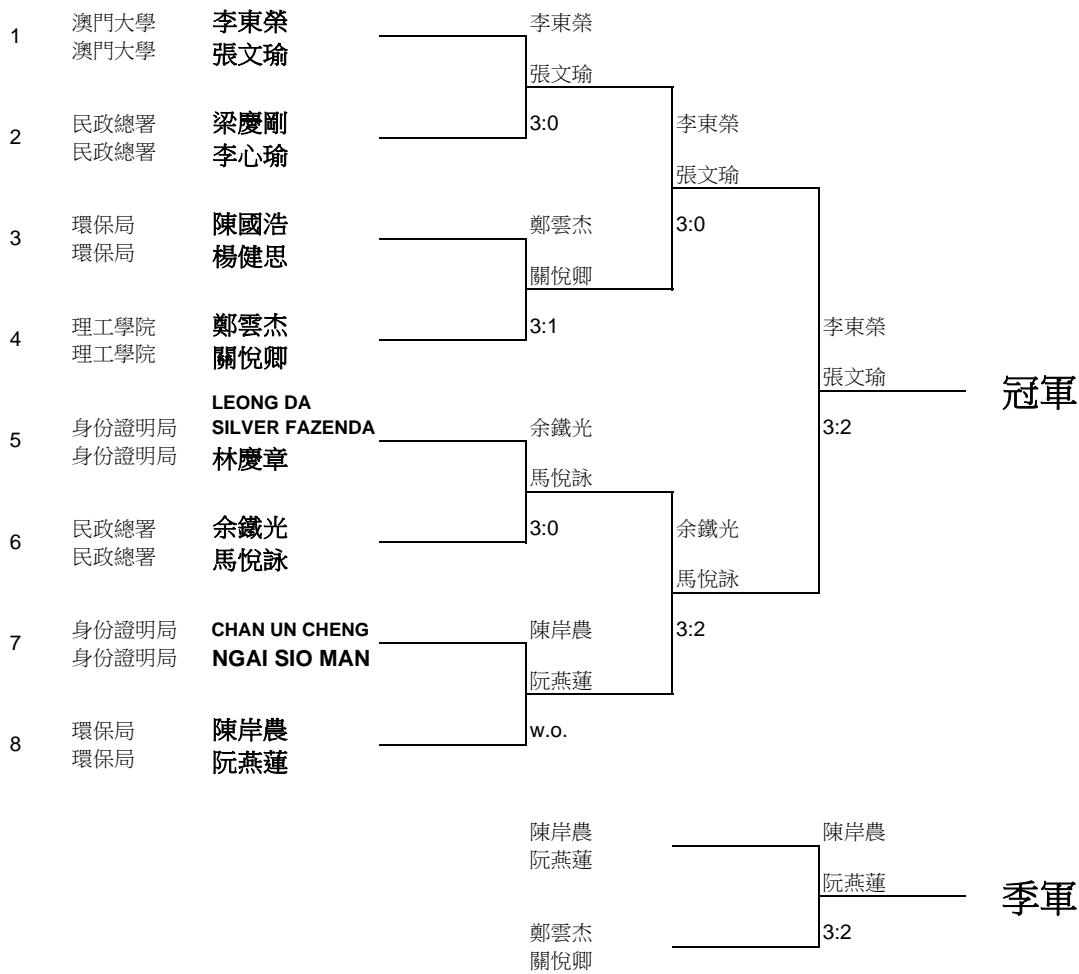 1 澳門大學 李東榮 李東榮
澳門大學 張文瑜
張文瑜
2 民政總署 梁慶剛 3:0 李東榮
民政總署 李心瑜
張文瑜
3 環保局 陳國浩 鄭雲杰 3:0
環保局 楊健思
關悅卿
4 理工學院 鄭雲杰 3:1 李東榮
理工學院 關悅卿
張文瑜 冠軍
LEONG DA
5 身份證明局 SILVER FAZENDA 余鐵光 3:2
身份證明局 林慶章
馬悅詠
6 民政總署 余鐵光 3:0 余鐵光
民政總署 馬悅詠
馬悅詠
7 身份證明局 CHAN UN CHENG 陳岸農 3:2
身份證明局 NGAI SIO MAN
阮燕蓮
8 環保局 陳岸農 w.o.
環保局 阮燕蓮
陳岸農 陳岸農
阮燕蓮
阮燕蓮 季軍
鄭雲杰 3:2
關悅卿